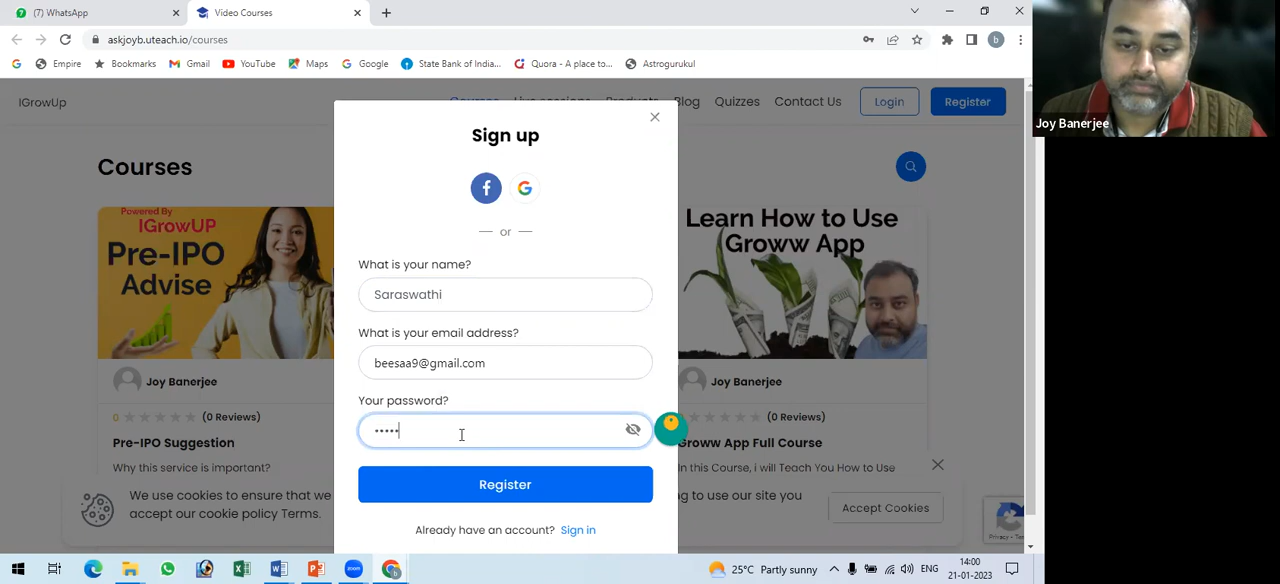 (7) WhatsApp
Video Courses
askjoyb.uteach.io/courses
b
Empire
Bookmarks
Gmail
YouTube
Maps
Google
State Bank of India...
Quora - A place to...
Astrogurukul
IGrowUp
Courses
Live sessions
Products
Blog
Quizzes
Contact Us
Login
Register
Joy Banerjee
Courses
Powered By
IGrowUP
Pre-IPO
Advise
Learn How to Use
Groww App
Joy Banerjee
0
(0 Reviews)
Pre-IPO Suggestion
Why this service is important?
Joy Banerjee
(0 Reviews)
Groww App Full Course
In this Course, i will Teach You How to Use
Sign up
or
What is your name?
Saraswathi
What is your email address?
beesaa9@gmail.com
Your password?
•••••
Register
Already have an account? Sign in
We use cookies to ensure that we
ng to use our site you
accept our cookie policy Terms.
Accept Cookies
25°C Partly sunny
ENG
14:00
21-01-2023